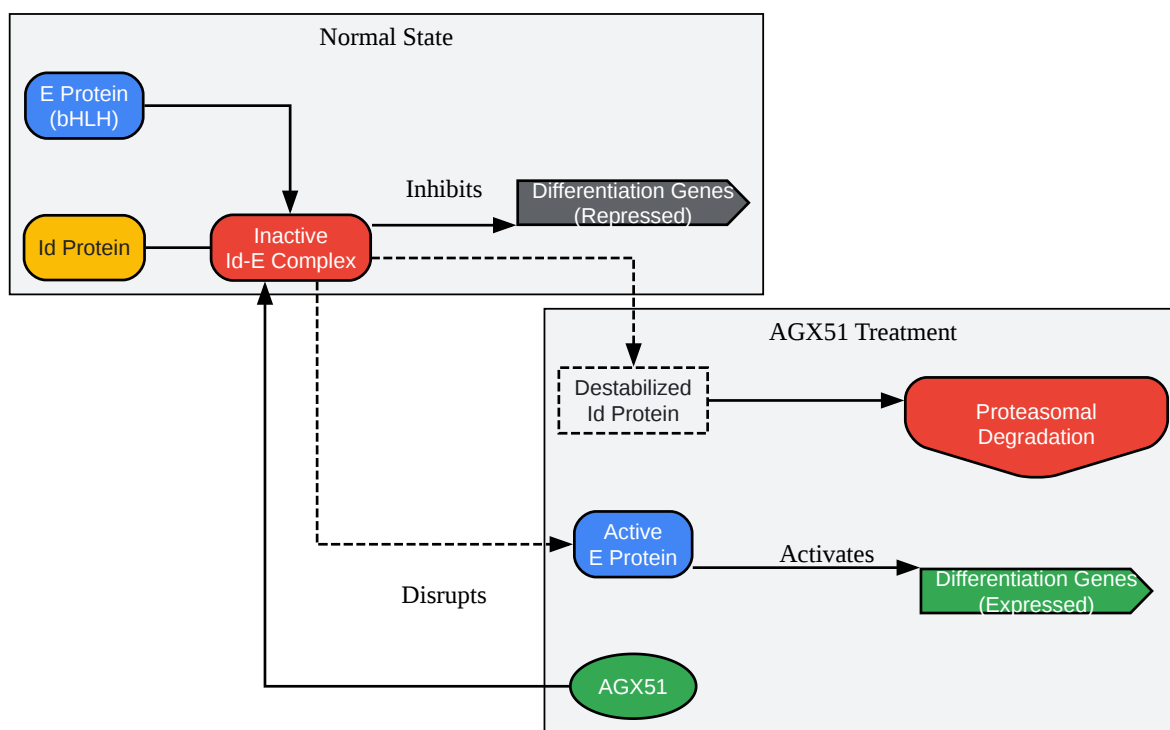 Normal State
E Protein
(bHLH)
Inhibits
Differentiation Genes
(Repressed)
Id Protein
Inactive
Id-E Complex
AGX51 Treatment
Destabilized
Id Protein
Proteasomal
Degradation
Active
E Protein
Activates
Differentiation Genes
(Expressed)
Disrupts
AGX51